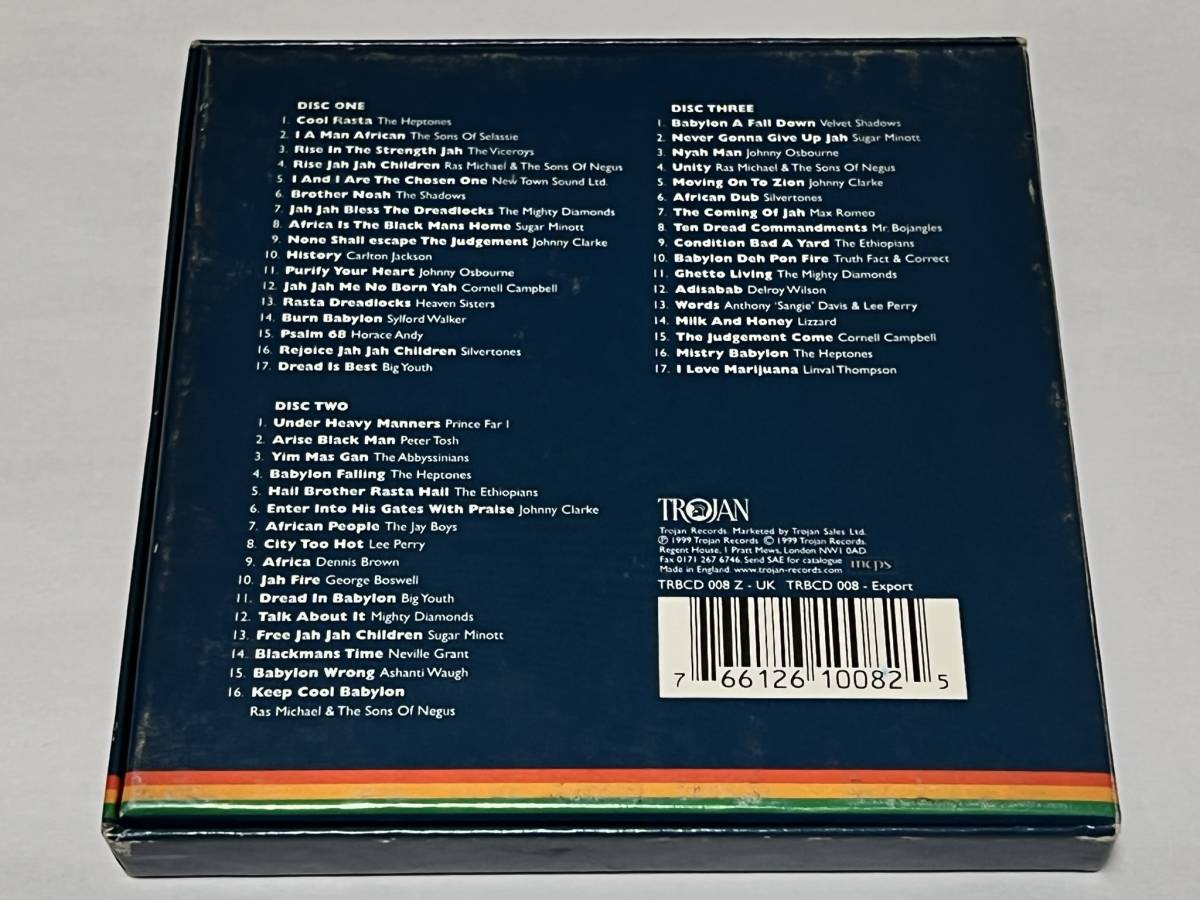 DISC ONE
1. Cool Rasta The Heptones
2. I A Man African The Sons Of Selassie
3. Rise In The Strength Jah The Viceroys
4. Rise Jah Jah Children Ras Michael & The Sons Of Negus
5. I And I Are The Chosen One New Town Sound Ltd.
6. Brother Noah The Shadows
7. Jah Jah Bless The Dreadlocks The Mighty Diamonds
8. Africa Is The Black Mans Home Sugar Minott
9. None Shall escape The Judgement Johnny Clarke
10. History Carlton Jackson
11. Purify Your Heart Johnny Osbourne
12. Jah Jah Me No Born Yah Cornell Campbell
13. Rasta Dreadlocks Heaven Sisters
14. Burn Babylon Sylford Walker
15. Psalm 68 Horace Andy
16. Rejoice Jah Jah Children Silvertones
17. Dread Is Best Big Youth
DISC TWO
1. Under Heavy Manners Prince Far I
2. Arise Black Man Peter Tosh
3. Yim Mas Gan The Abyssinians
4. Babylon Falling The Heptones
5. Hail Brother Rasta Hail The Ethiopians
6. Enter Into His Gates With Praise Johnny Clarke
7. African People The Jay Boys
8. City Too Hot Lee Perry
9. Africa Dennis Brown
10. Jah Fire George Boswell
11. Dread In Babylon Big Youth
12. Talk About It Mighty Diamonds
13. Free Jah Jah Children Sugar Minott
14. Blackmans Time Neville Grant
15. Babylon Wrong Ashanti Waugh
16. Keep Cool Babylon
Ras Michael & The Sons Of Negus
DISC THREE
1. Babylon A Fall Down Velvet Shadows
2. Never Gonna Give Up Jah Sugar Minott
3. Nyah Man Johnny Osbourne
4. Unity Ras Michael & The Sons Of Negus
5. Moving On To Zion Johnny Clarke
6. African Dub Silvertones
7. The Coming Of Jah Max Romeo
8. Ten Dread Commandments Mr. Bojangles
9. Condition Bad A Yard The Ethiopians
10. Babylon Deh Pon Fire Truth Fact & Correct
11. Ghetto Living The Mighty Diamonds
12. Adisabab Delroy Wilson
13. Words Anthony 'Sangie' Davis & Lee Perry
14. Milk And Honey Lizzard
15. The Judgement Come Cornell Campbell
16. Mistry Babylon The Heptones
17. I Love Marijuana Linval Thompson
TROJAN
Trojan Records. Marketed by Trojan Sales Ltd.
℗ 1999 Trojan Records © 1999 Trojan Records.
Regent House, 1 Pratt Mews, London NW1 0AD
Fax 0171 267 6746. Send SAE for catalogue
Made in England. www.trojan-records.com
mcps
TRBCD 008 Z - UK TRBCD 008 - Export
7 66126 10082 5